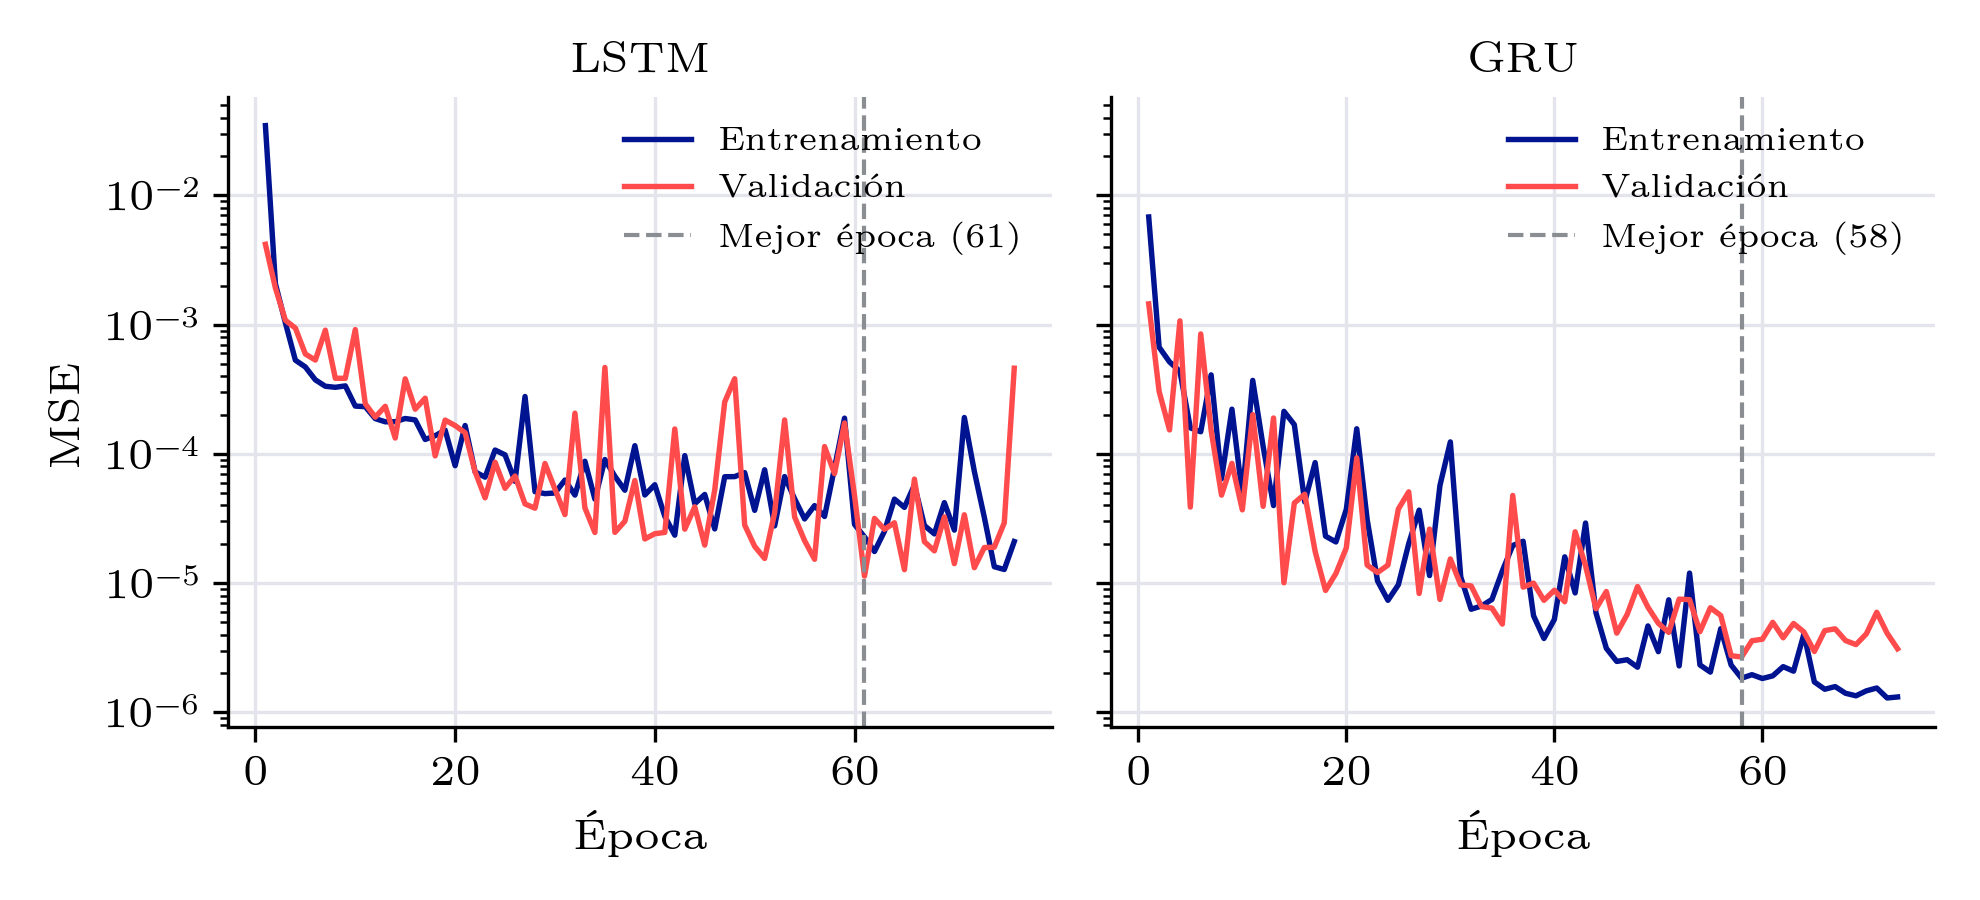 LSTM
GRU
Entrenamiento
Validación
Mejor época (61)
Entrenamiento
Validación
Mejor época (58)
MSE
10⁻²
10⁻³
10⁻⁴
10⁻⁵
10⁻⁶
0 20 40 60
0 20 40 60
Época
Época